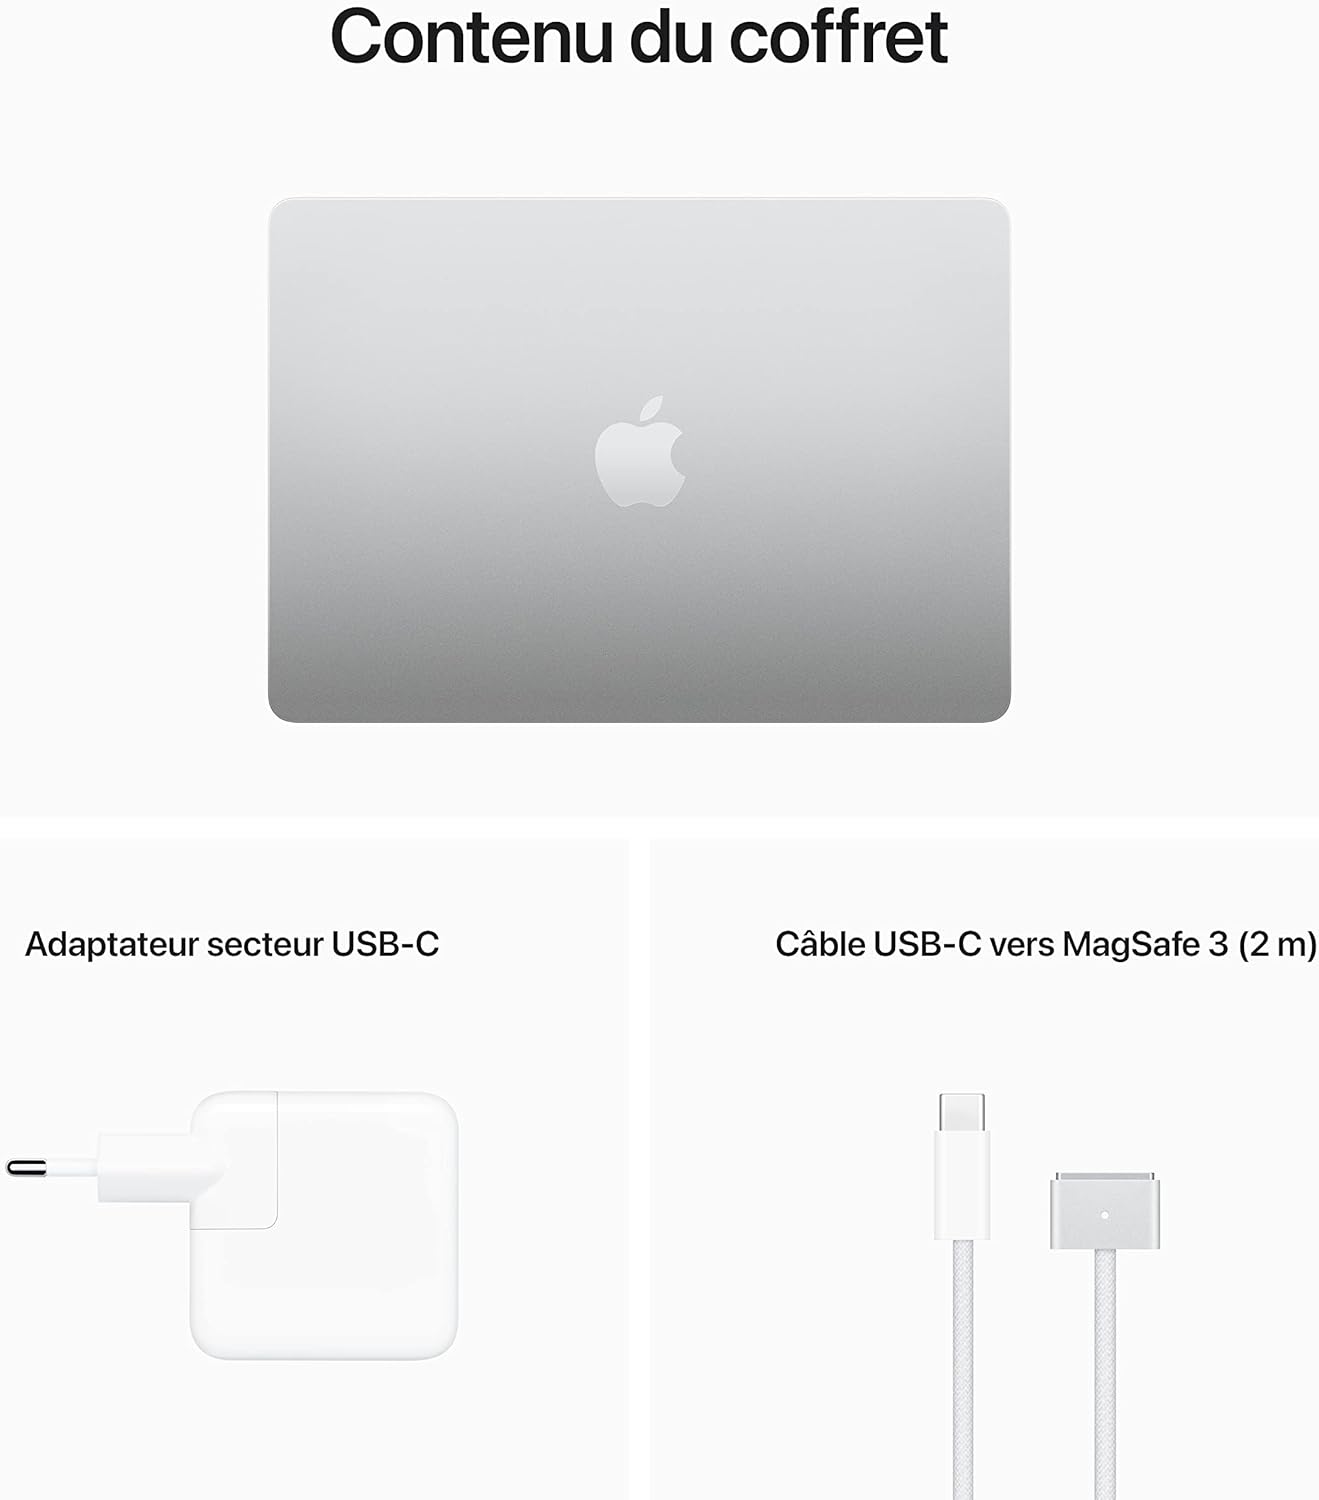 Contenu du coffret
Adaptateur secteur USB-C
Câble USB-C vers MagSafe 3 (2 m)